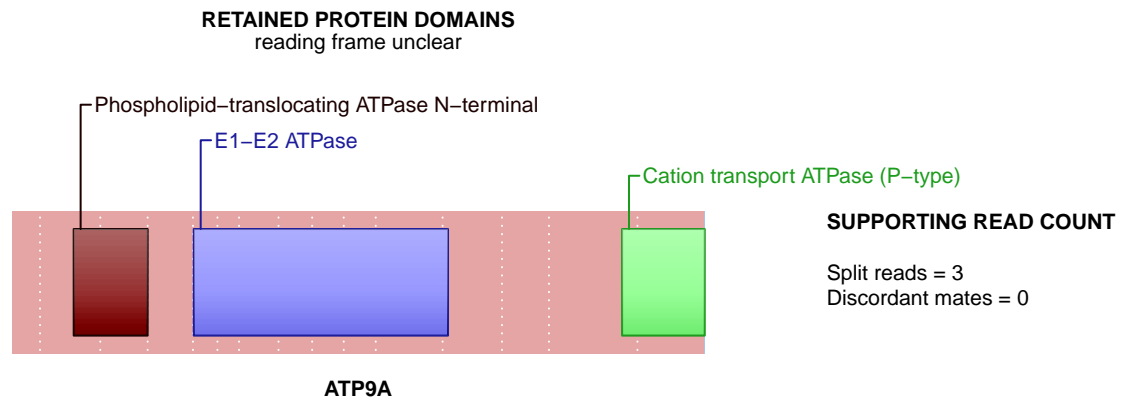 RETAINED PROTEIN DOMAINS
reading frame unclear
Phospholipid−translocating ATPase N−terminal
E1−E2 ATPase
Cation transport ATPase (P−type)
SUPPORTING READ COUNT
Split reads = 3
Discordant mates = 0
ATP9A